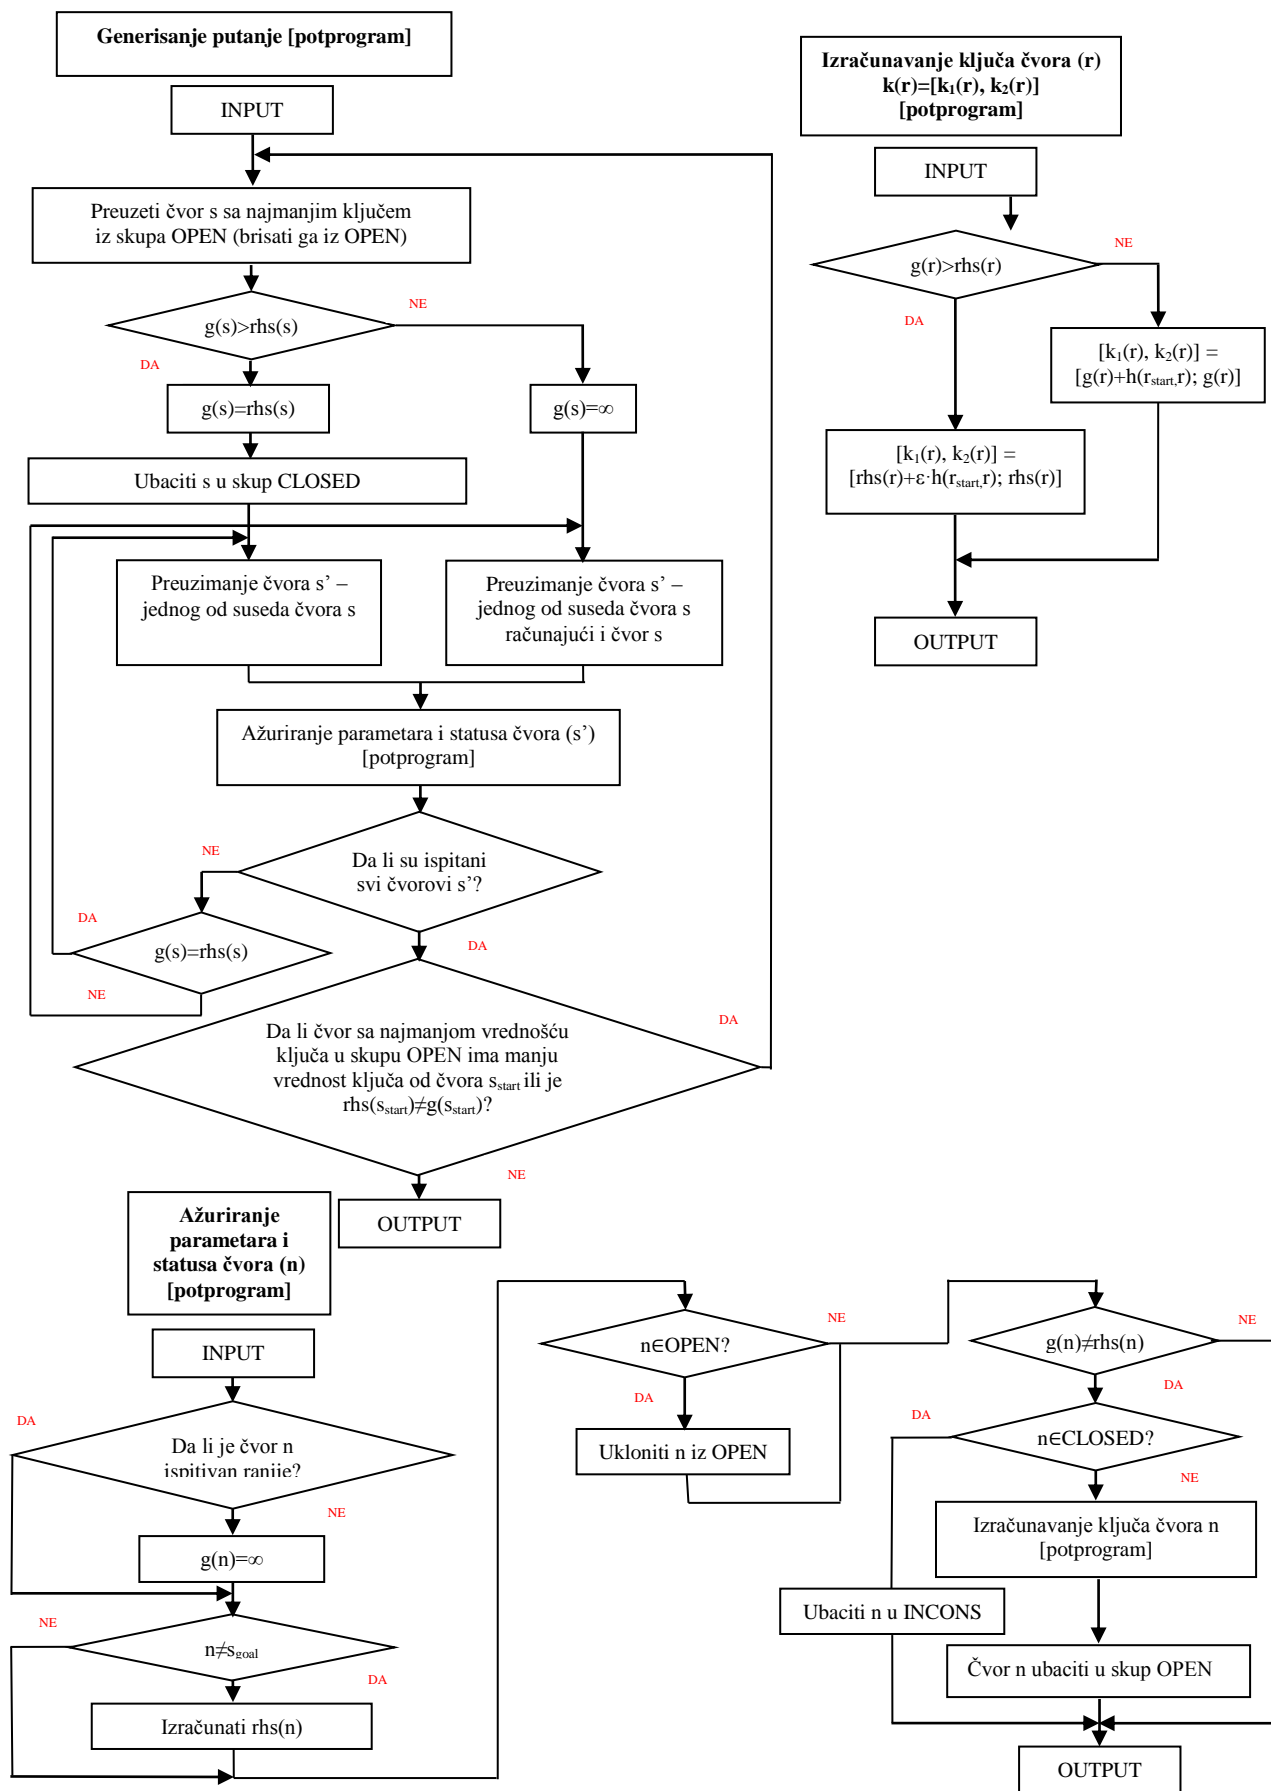 Generisanje putanje [potprogram]
INPUT
Preuzeti čvor s sa najmanjim ključem
iz skupa OPEN (brisati ga iz OPEN)
g(s)>rhs(s)
NE
DA
g(s)=rhs(s)
g(s)=∞
Ubaciti s u skup CLOSED
Preuzimanje čvora s’ –
jednog od suseda čvora s
Preuzimanje čvora s’ –
jednog od suseda čvora s
računajući i čvor s
Ažuriranje parametara i statusa čvora (s’)
[potprogram]
NE
Da li su ispitani
svi čvorovi s’?
DA
g(s)=rhs(s)
DA
NE
DA
Da li čvor sa najmanjom vrednošću
ključa u skupu OPEN ima manju
vrednost ključa od čvora sstart ili je
rhs(sstart)≠g(sstart)?
NE
OUTPUT
Izračunavanje ključa čvora (r)
k(r)=[k₁(r), k₂(r)]
[potprogram]
INPUT
NE
g(r)>rhs(r)
DA
[k₁(r), k₂(r)] =
[g(r)+h(rstart,r); g(r)]
[k₁(r), k₂(r)] =
[rhs(r)+ε·h(rstart,r); rhs(r)]
OUTPUT
Ažuriranje
parametara i
statusa čvora (n)
[potprogram]
INPUT
DA
Da li je čvor n
ispitivan ranije?
NE
g(n)=∞
NE
n≠sgoal
DA
Izračunati rhs(n)
n∈OPEN?
NE
DA
Ukloniti n iz OPEN
g(n)≠rhs(n)
NE
DA
DA
n∈CLOSED?
NE
Izračunavanje ključa čvora n
[potprogram]
Ubaciti n u INCONS
Čvor n ubaciti u skup OPEN
OUTPUT